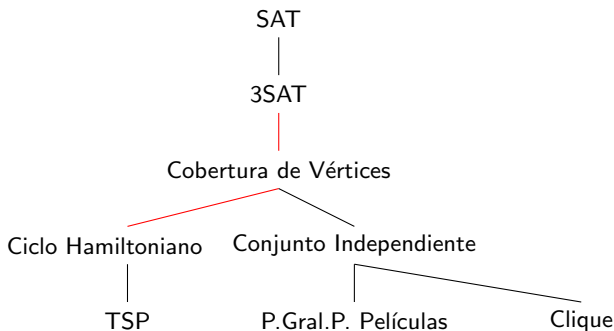 SAT
3SAT
Cobertura de Vértices
Ciclo Hamiltoniano
Conjunto Independiente
TSP
P.Gral.P. Películas
Clique